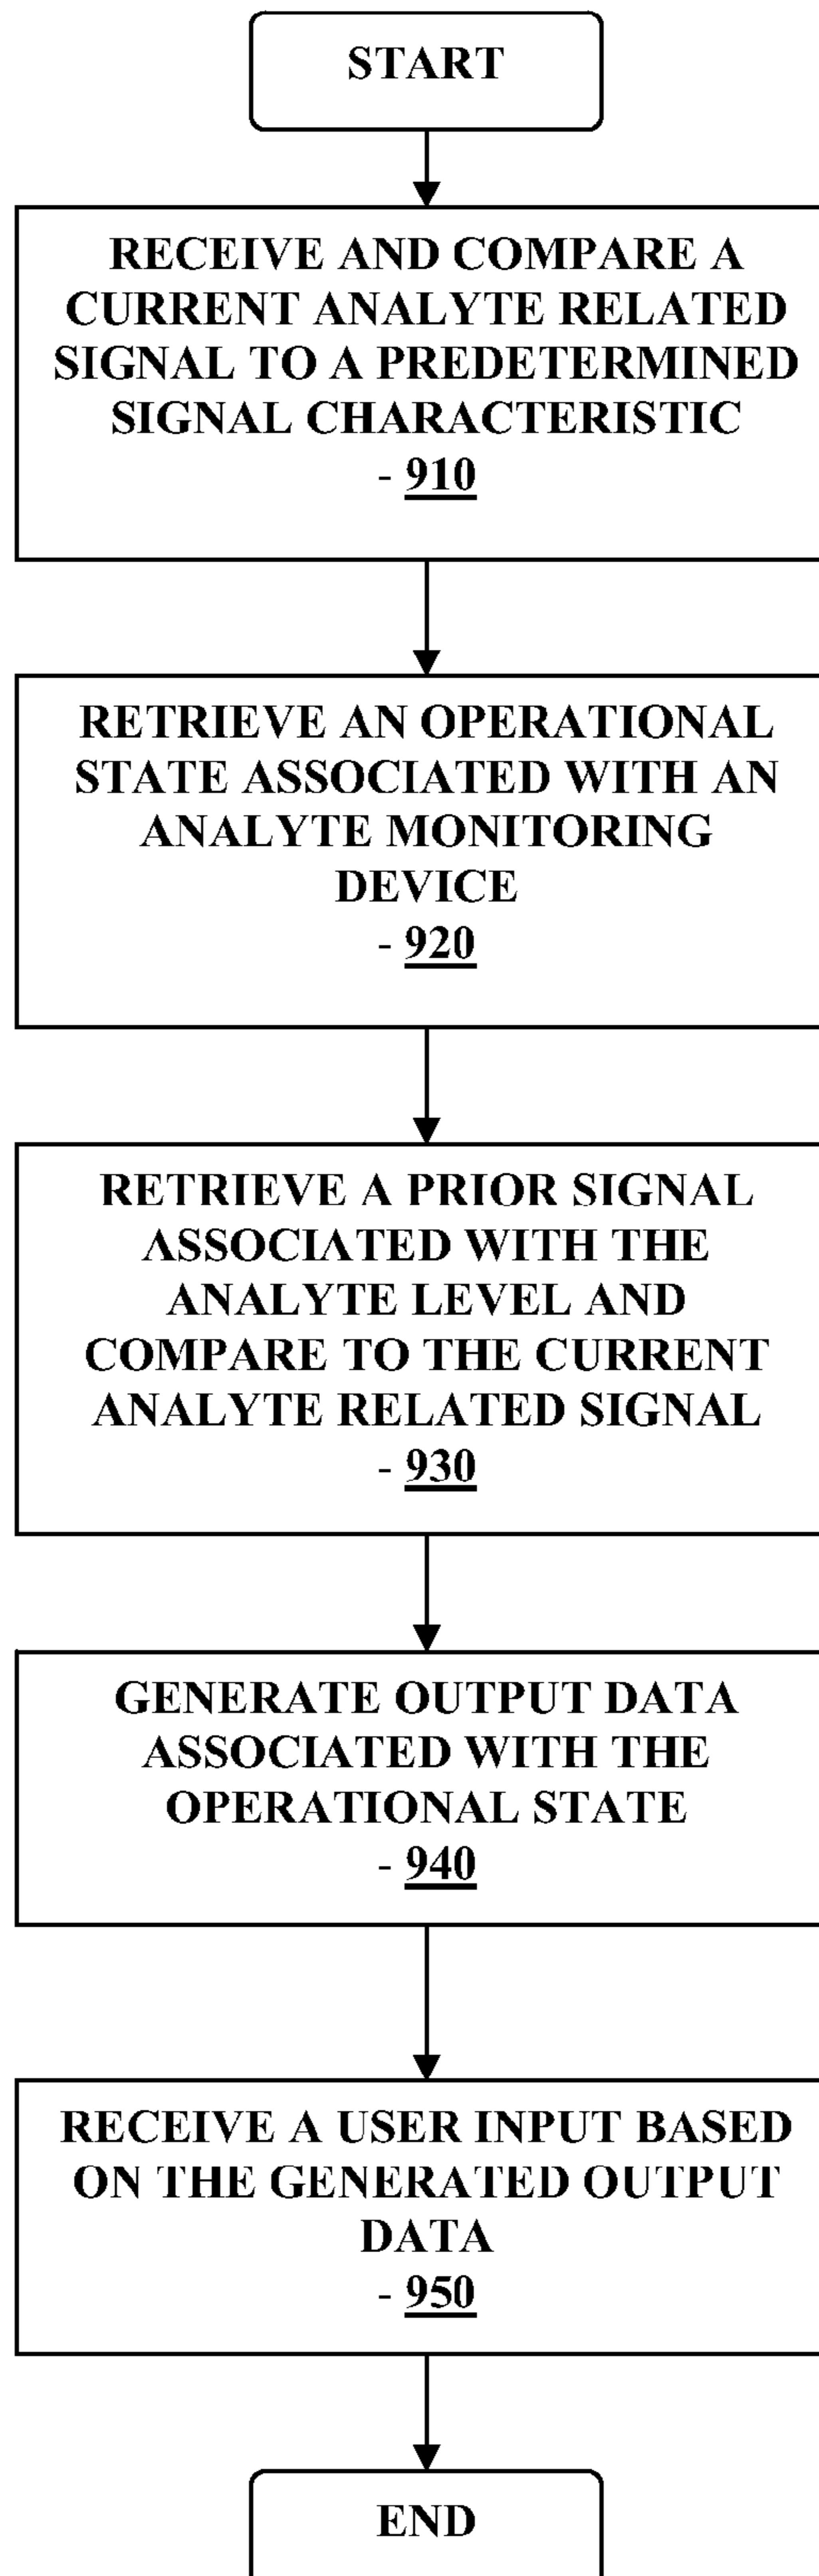 START
RECEIVE AND COMPARE A
CURRENT ANALYTE RELATED
SIGNAL TO A PREDETERMINED
SIGNAL CHARACTERISTIC
- 910
RETRIEVE AN OPERATIONAL
STATE ASSOCIATED WITH AN
ANALYTE MONITORING
DEVICE
- 920
RETRIEVE A PRIOR SIGNAL
ASSOCIATED WITH THE
ANALYTE LEVEL AND
COMPARE TO THE CURRENT
ANALYTE RELATED SIGNAL
- 930
GENERATE OUTPUT DATA
ASSOCIATED WITH THE
OPERATIONAL STATE
- 940
RECEIVE A USER INPUT BASED
ON THE GENERATED OUTPUT
DATA
- 950
END